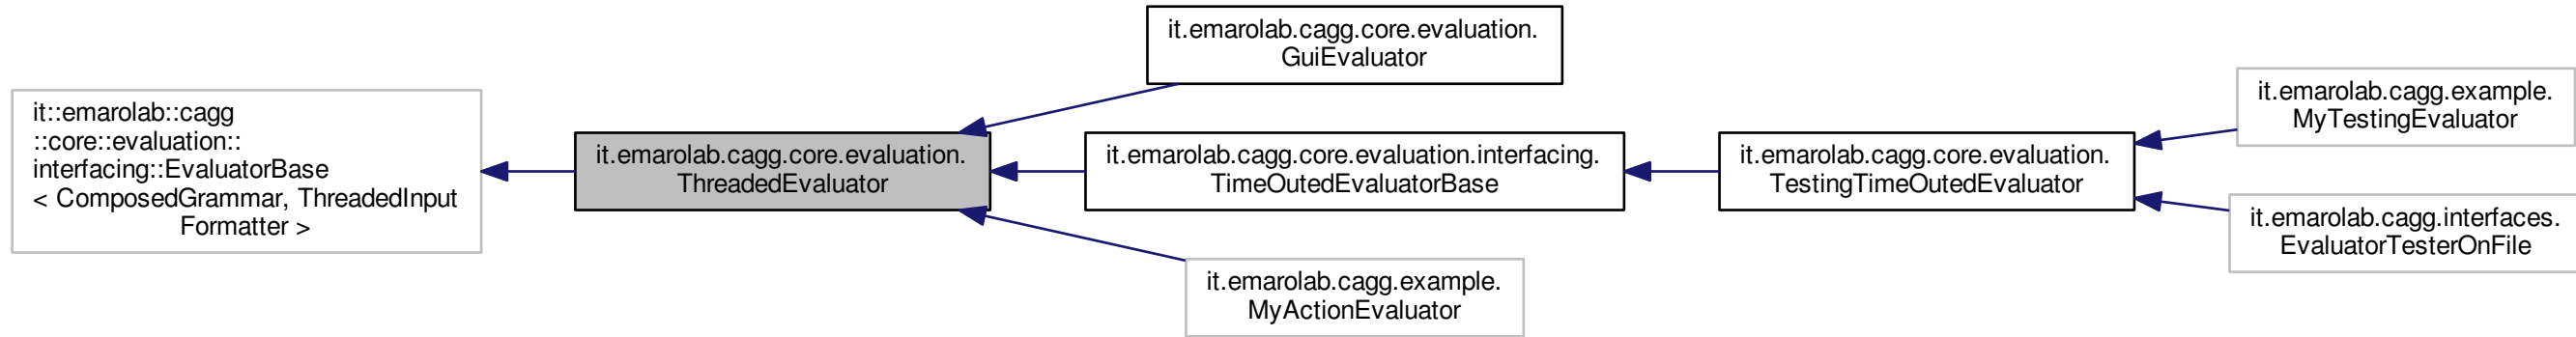 it.emarolab.cagg.core.evaluation.
GuiEvaluator
it::emarolab::cagg
::core::evaluation::
interfacing::EvaluatorBase
< ComposedGrammar, ThreadedInput
Formatter >
it.emarolab.cagg.core.evaluation.
ThreadedEvaluator
it.emarolab.cagg.core.evaluation.interfacing.
TimeOutedEvaluatorBase
it.emarolab.cagg.core.evaluation.
TestingTimeOutedEvaluator
it.emarolab.cagg.example.
MyTestingEvaluator
it.emarolab.cagg.interfaces.
EvaluatorTesterOnFile
it.emarolab.cagg.example.
MyActionEvaluator